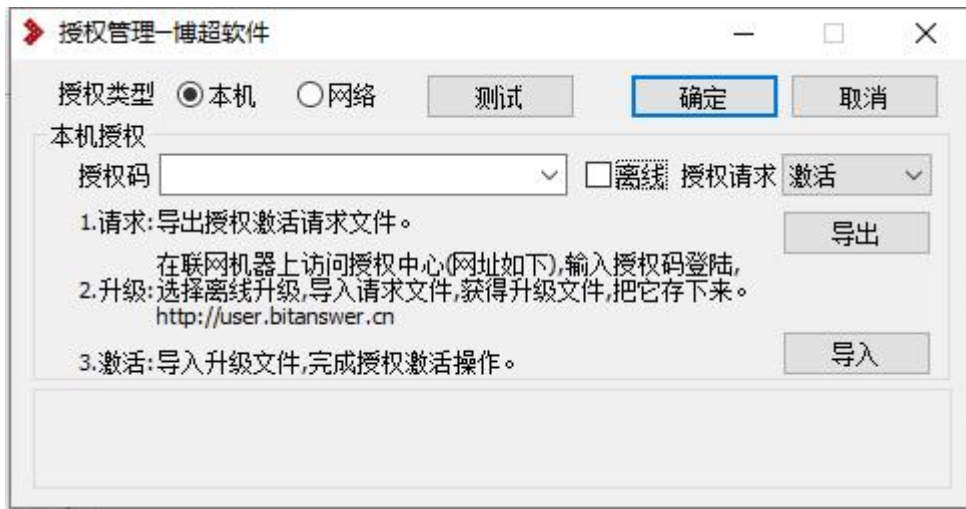 授权管理—博超软件
授权类型 本机 网络 测试 确定 取消
本机授权
授权码 离线 授权请求 激活
1.请求:导出授权激活请求文件。 导出
在联网机器上访问授权中心(网址如下),输入授权码登陆,
2.升级:选择离线升级,导入请求文件,获得升级文件,把它存下来。
http://user.bitanswer.cn
3.激活:导入升级文件,完成授权激活操作。 导入